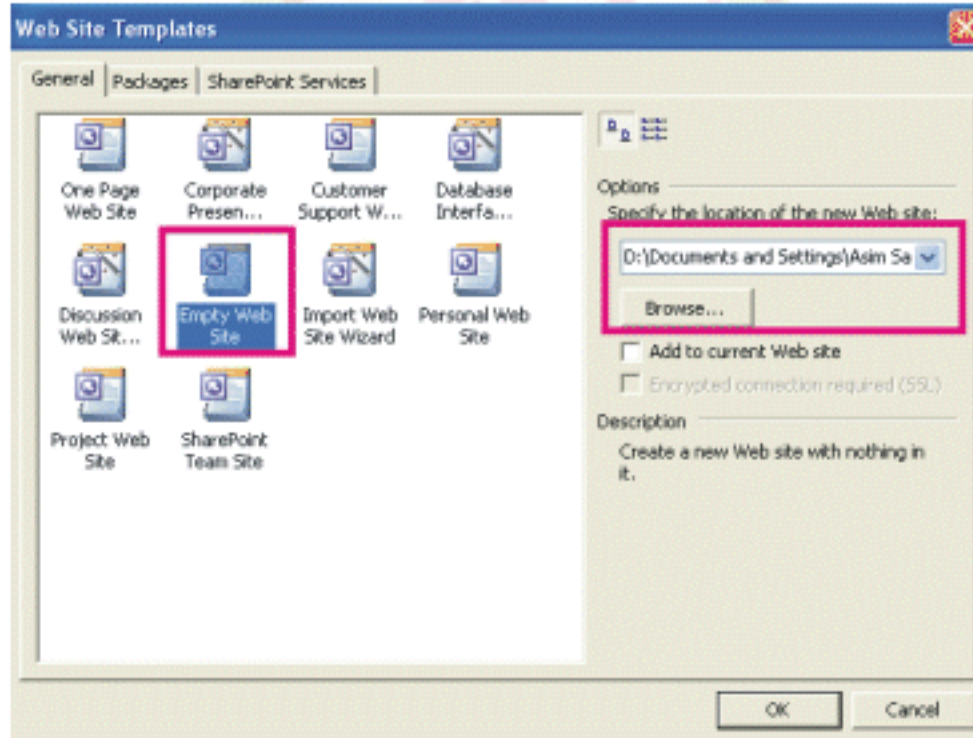 Web Site Templates
General Packages SharePoint Services
One Page
Web Site
Corporate
Presen...
Customer
Support W...
Database
Interfa...
Discussion
Web Sit...
Empty Web
Site
Import Web
Site Wizard
Personal Web
Site
Project Web
Site
SharePoint
Team Site
Options
Specify the location of the new Web site:
D:\Documents and Settings\Asim Sa
Browse...
Add to current Web site
Encrypted connection required (SSL)
Description
Create a new Web site with nothing in
it.
OK Cancel